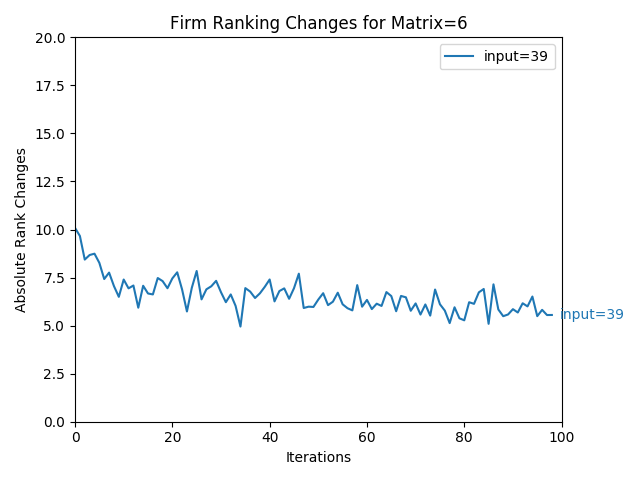 Firm Ranking Changes for Matrix=6
20.0
17.5
15.0
12.5
10.0
7.5
5.0
2.5
0.0
Absolute Rank Changes
input=39
input=39
0 20 40 60 80 100
Iterations